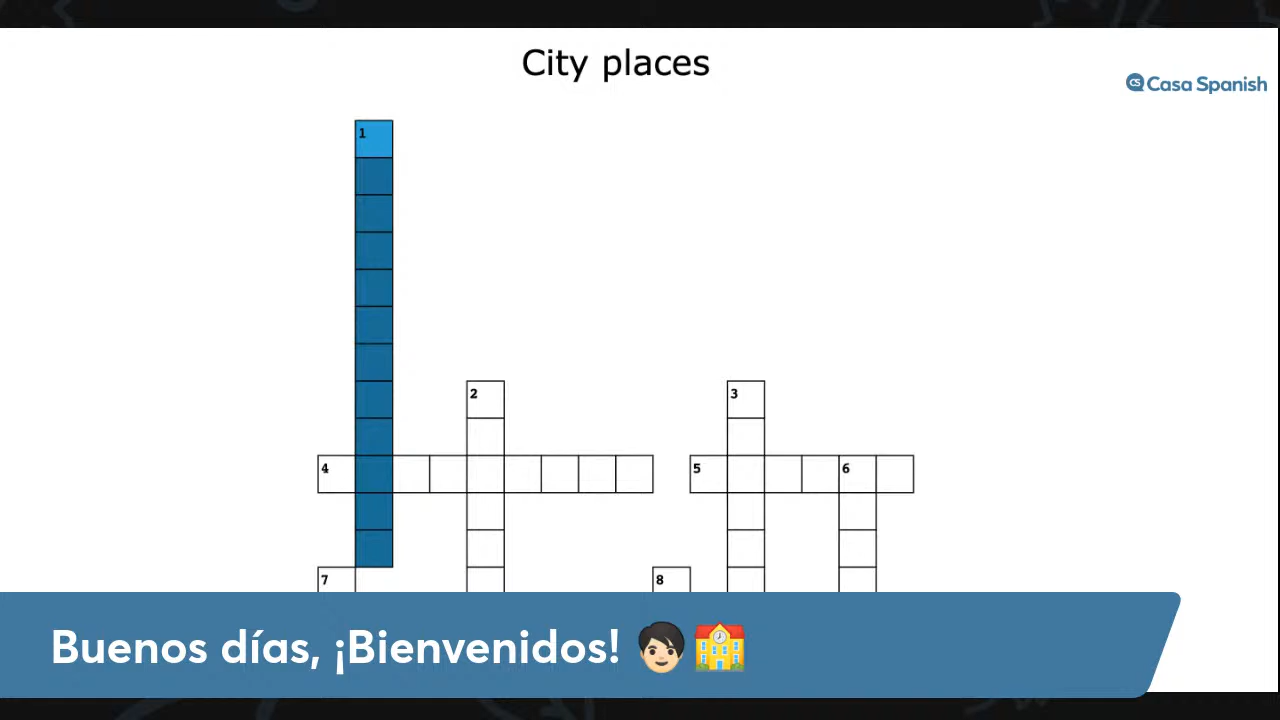 City places
Casa Spanish
1
2
3
4
5
6
7
8
Buenos días, ¡Bienvenidos!